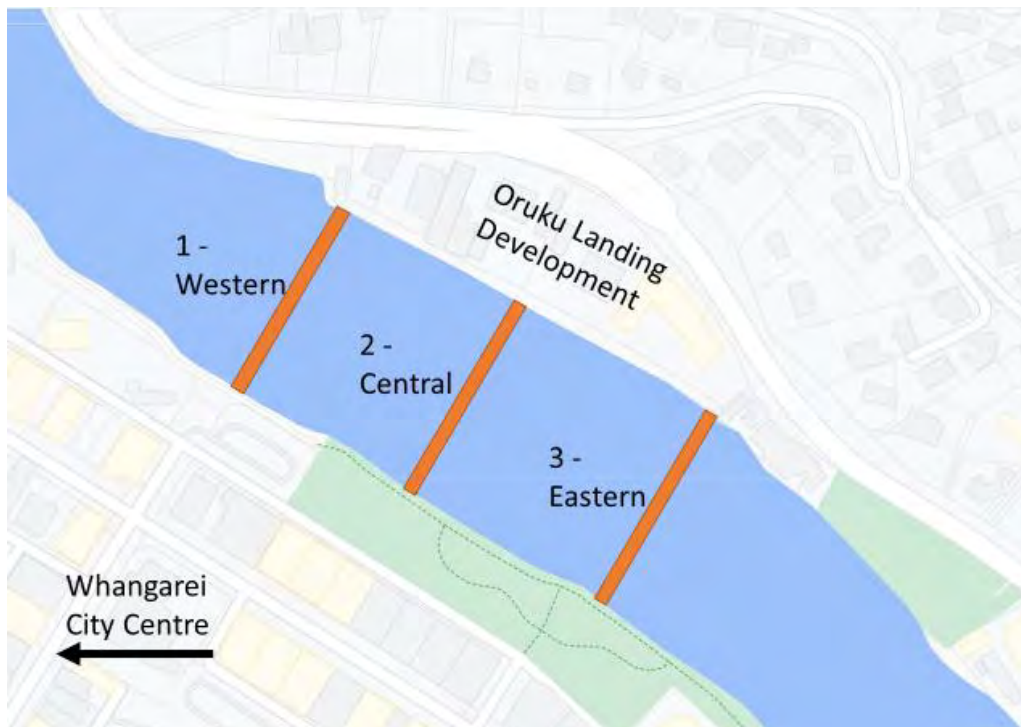 Oruku Landing
Development
1 -
Western
2 -
Central
3 -
Eastern
Whangarei
City Centre